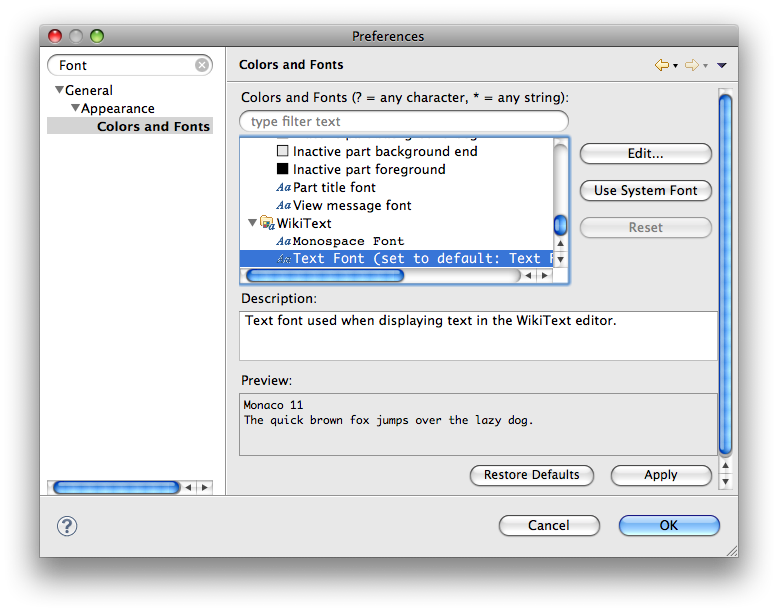 Preferences
Font
General
Appearance
Colors and Fonts
Colors and Fonts
Colors and Fonts (? = any character, * = any string):
type filter text
Inactive part background end
Inactive part foreground
Aa Part title font
Aa View message font
WikiText
Aa Monospace Font
Aa Text Font (set to default: Text F
Edit...
Use System Font
Reset
Description:
Text font used when displaying text in the WikiText editor.
Preview:
Monaco 11
The quick brown fox jumps over the lazy dog.
Restore Defaults
Apply
?
Cancel
OK